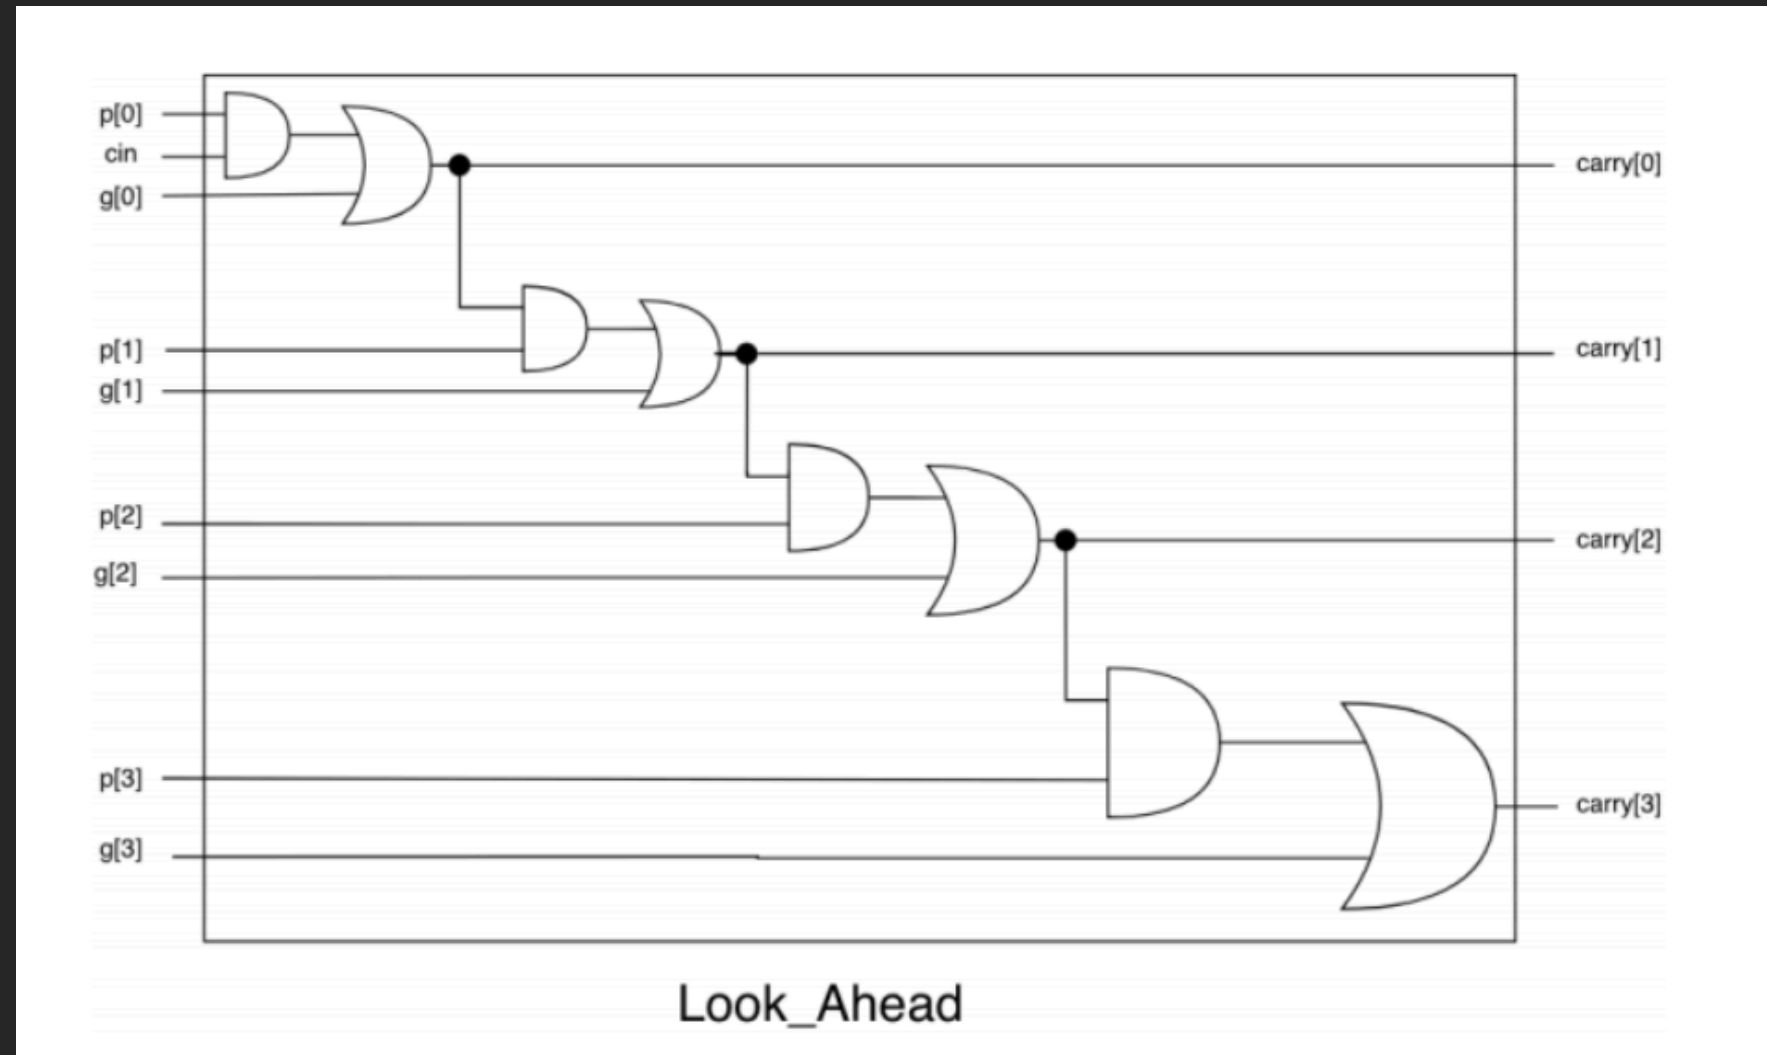 p[0]
cin
g[0]
carry[0]
p[1]
carry[1]
g[1]
p[2]
carry[2]
g[2]
p[3]
carry[3]
g[3]
Look_Ahead